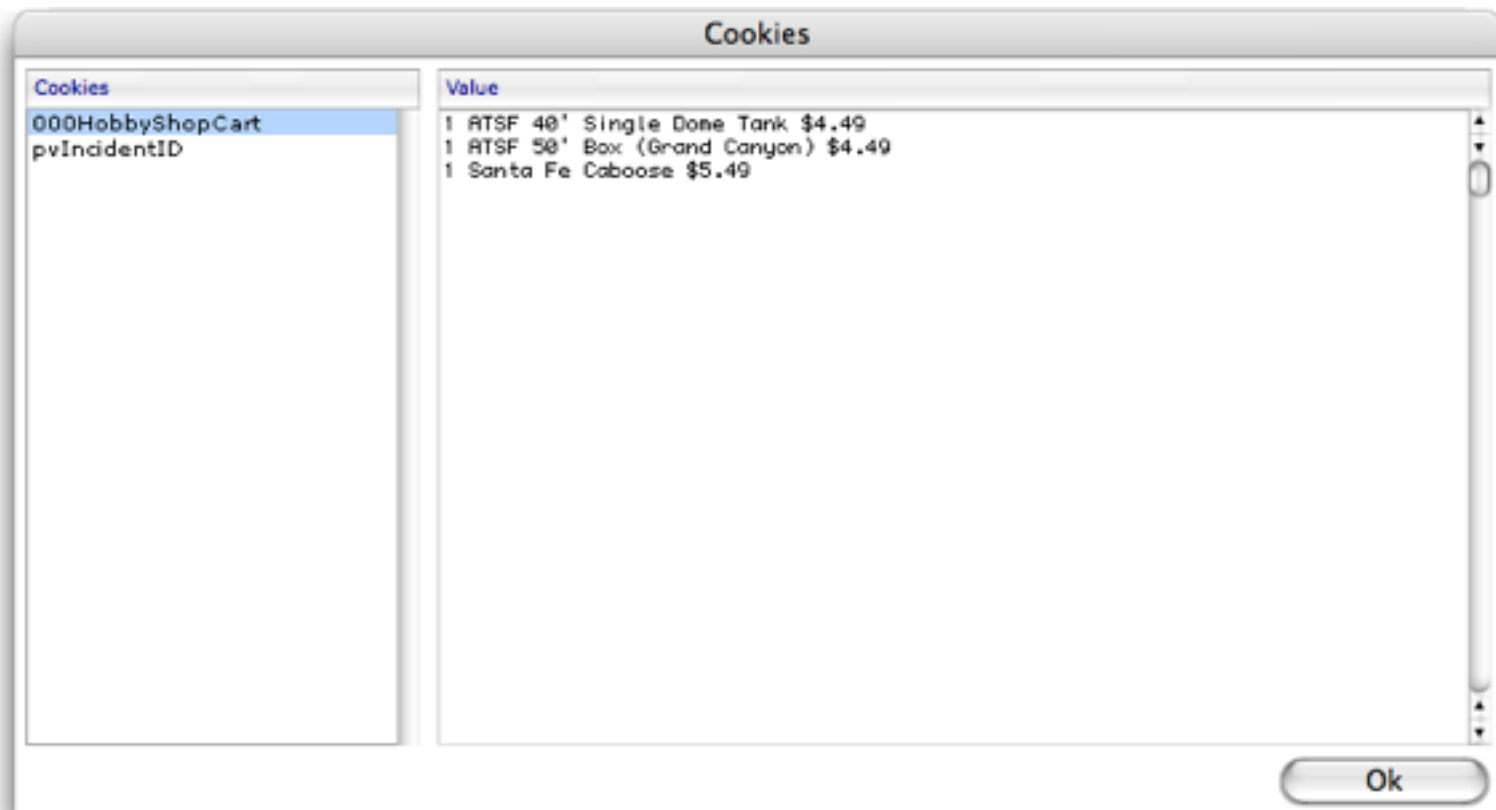 Cookies
Cookies
Value
000HobbyShopCart
pvIncidentID
1 ATSF 40' Single Dome Tank $4.49
1 ATSF 50' Box (Grand Canyon) $4.49
1 Santa Fe Caboose $5.49
Ok